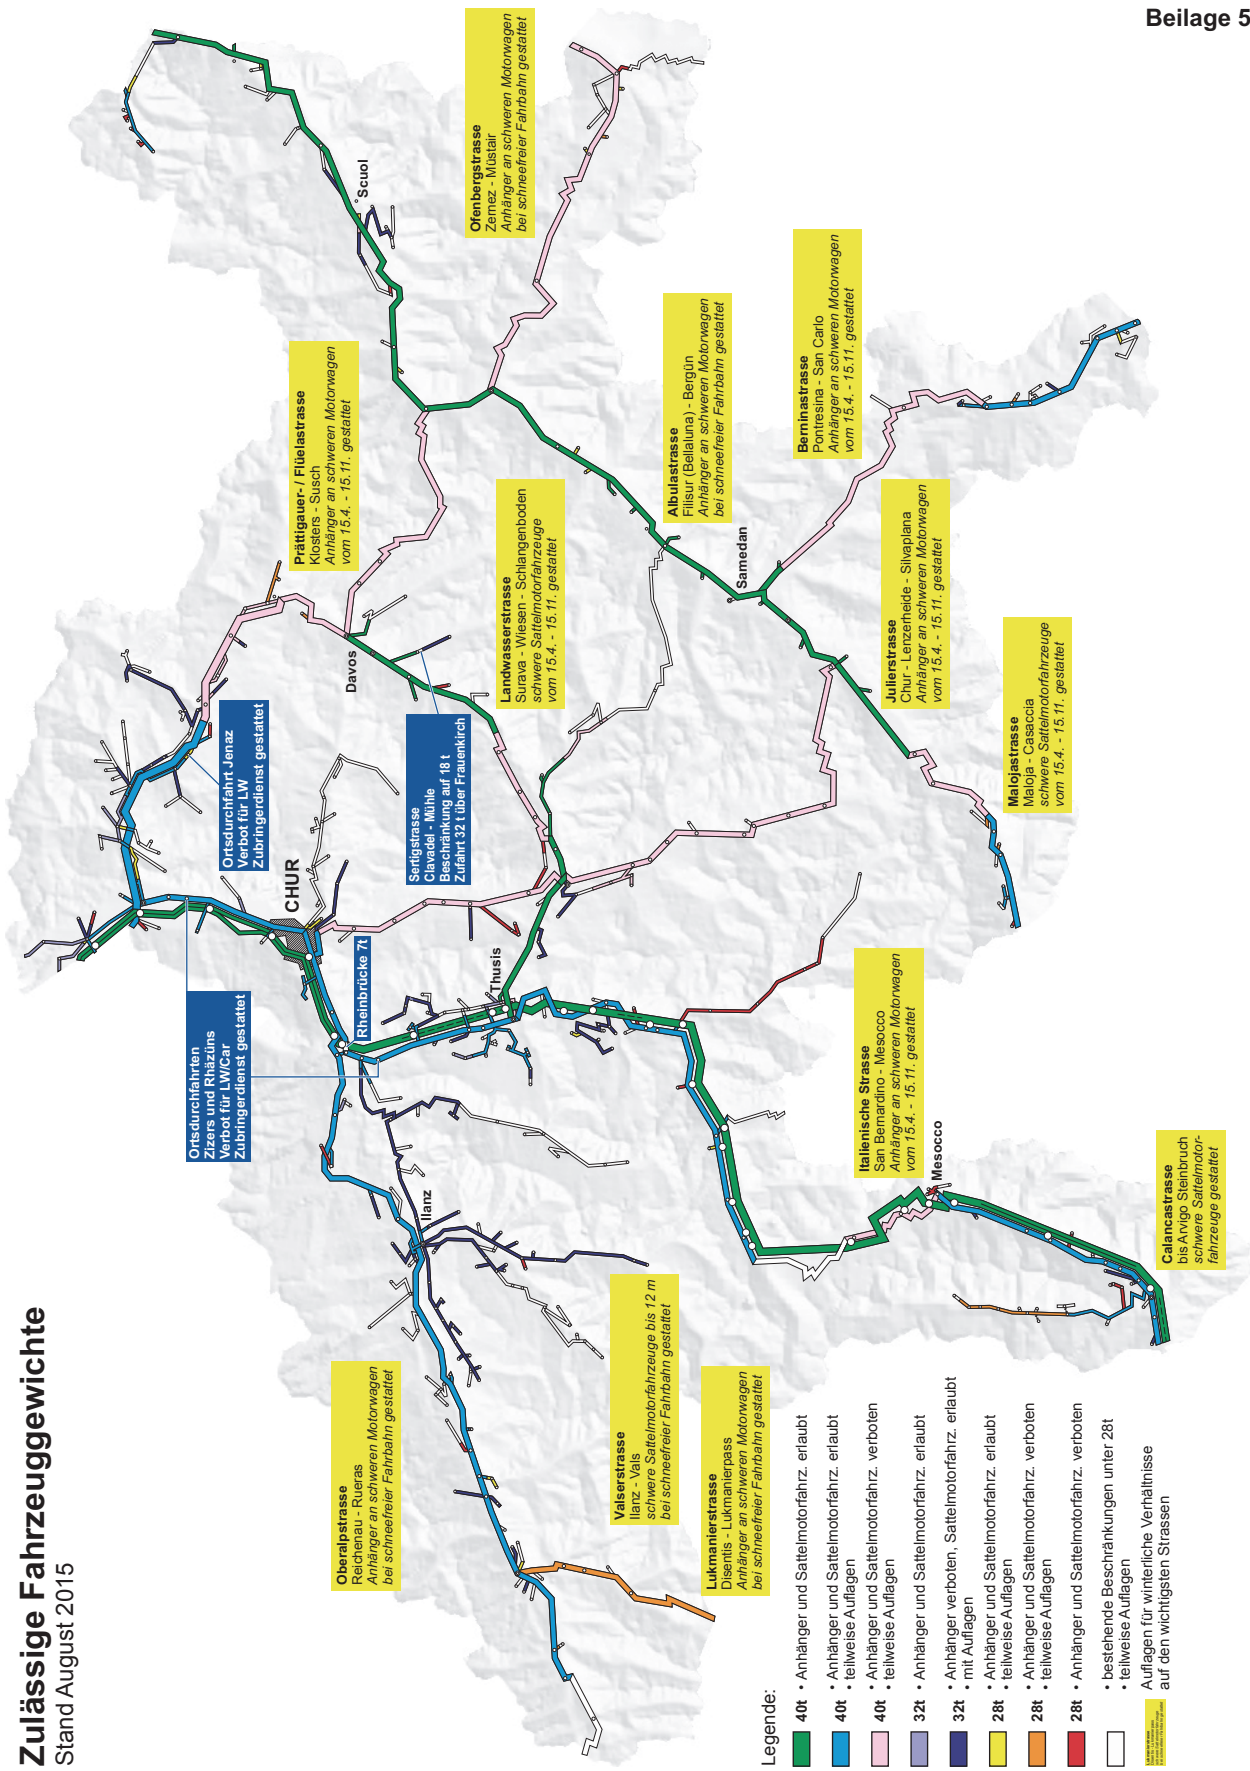 Beilage 5
Zulässige Fahrzeuggewichte
Stand August 2015
Ofenbergstrasse
Zernez - Müstair
Anhänger an schweren Motorwagen
bei schneefreier Fahrbahn gestattet
Scuol
Prättigauer- / Flüelastrasse
Klosters - Susch
Anhänger an schweren Motorwagen
vom 15.4. - 15.11. gestattet
Berninastrasse
Pontresina - San Carlo
Anhänger an schweren Motorwagen
vom 15.4. - 15.11. gestattet
Albulastrasse
Filisur (Bellaluna) - Bergün
Anhänger an schweren Motorwagen
bei schneefreier Fahrbahn gestattet
Landwasserstrasse
Surava - Wiesen - Schlangenboden
schwere Sattelmotorfahrzeuge
vom 15.4. - 15.11. gestattet
Samedan
Julierstrasse
Chur - Lenzerheide - Silvaplana
Anhänger an schweren Motorwagen
vom 15.4. - 15.11. gestattet
Davos
Malojastrasse
Maloja - Casaccia
schwere Sattelmotorfahrzeuge
vom 15.4. - 15.11. gestattet
Ortsdurchfahrt Jenaz
Verbot für LW
Zubringerdienst gestattet
Sertigstrasse
Clavadel - Mühle
Beschränkung auf 18 t
Zufahrt 32 t über Frauenkirch
CHUR
Rheinbrücke 7t
Thusis
Ortsdurchfahrten
Zizers und Rhäzüns
Verbot für LW/Car
Zubringerdienst gestattet
Italienische Strasse
San Bernardino - Mesocco
Anhänger an schweren Motorwagen
vom 15.4. - 15.11. gestattet
Mesocco
Ilanz
Calancastrasse
bis Arvigo Steinbruch
schwere Sattelmotor-
fahrzeuge gestattet
Oberalpstrasse
Reichenau - Rueras
Anhänger an schweren Motorwagen
bei schneefreier Fahrbahn gestattet
Valserstrasse
Ilanz - Vals
schwere Sattelmotorfahrzeuge bis 12 m
bei schneefreier Fahrbahn gestattet
Lukmanierstrasse
Disentis - Lukmanierpass
Anhänger an schweren Motorwagen
bei schneefreier Fahrbahn gestattet
Legende:
40t • Anhänger und Sattelmotorfahrz. erlaubt
40t • Anhänger und Sattelmotorfahrz. erlaubt
• teilweise Auflagen
40t • Anhänger und Sattelmotorfahrz. verboten
• teilweise Auflagen
32t • Anhänger und Sattelmotorfahrz. erlaubt
32t • Anhänger verboten, Sattelmotorfahrz. erlaubt
• mit Auflagen
28t • Anhänger und Sattelmotorfahrz. erlaubt
• teilweise Auflagen
28t • Anhänger und Sattelmotorfahrz. verboten
• teilweise Auflagen
28t • Anhänger und Sattelmotorfahrz. verboten
• bestehende Beschränkungen unter 28t
• teilweise Auflagen
Auflagen für winterliche Verhältnisse
auf den wichtigsten Strassen